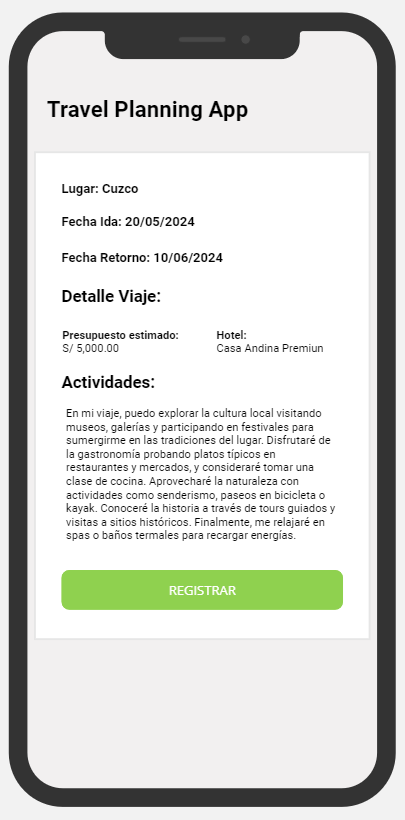 Travel Planning App
Lugar: Cuzco
Fecha Ida: 20/05/2024
Fecha Retorno: 10/06/2024
Detalle Viaje:
Presupuesto estimado: Hotel:
S/ 5,000.00 Casa Andina Premiun
Actividades:
En mi viaje, puedo explorar la cultura local visitando
museos, galerías y participando en festivales para
sumergirme en las tradiciones del lugar. Disfrutaré de
la gastronomía probando platos típicos en
restaurantes y mercados, y consideraré tomar una
clase de cocina. Aprovecharé la naturaleza con
actividades como senderismo, paseos en bicicleta o
kayak. Conoceré la historia a través de tours guiados y
visitas a sitios históricos. Finalmente, me relajaré en
spas o baños termales para recargar energías.
REGISTRAR